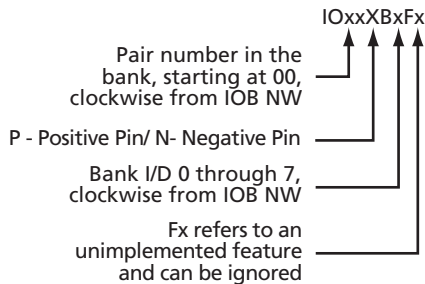 IOxxXBxFx
Pair number in the
bank, starting at 00,
clockwise from IOB NW
P - Positive Pin/ N- Negative Pin
Bank I/D 0 through 7,
clockwise from IOB NW
Fx refers to an
unimplemented feature
and can be ignored